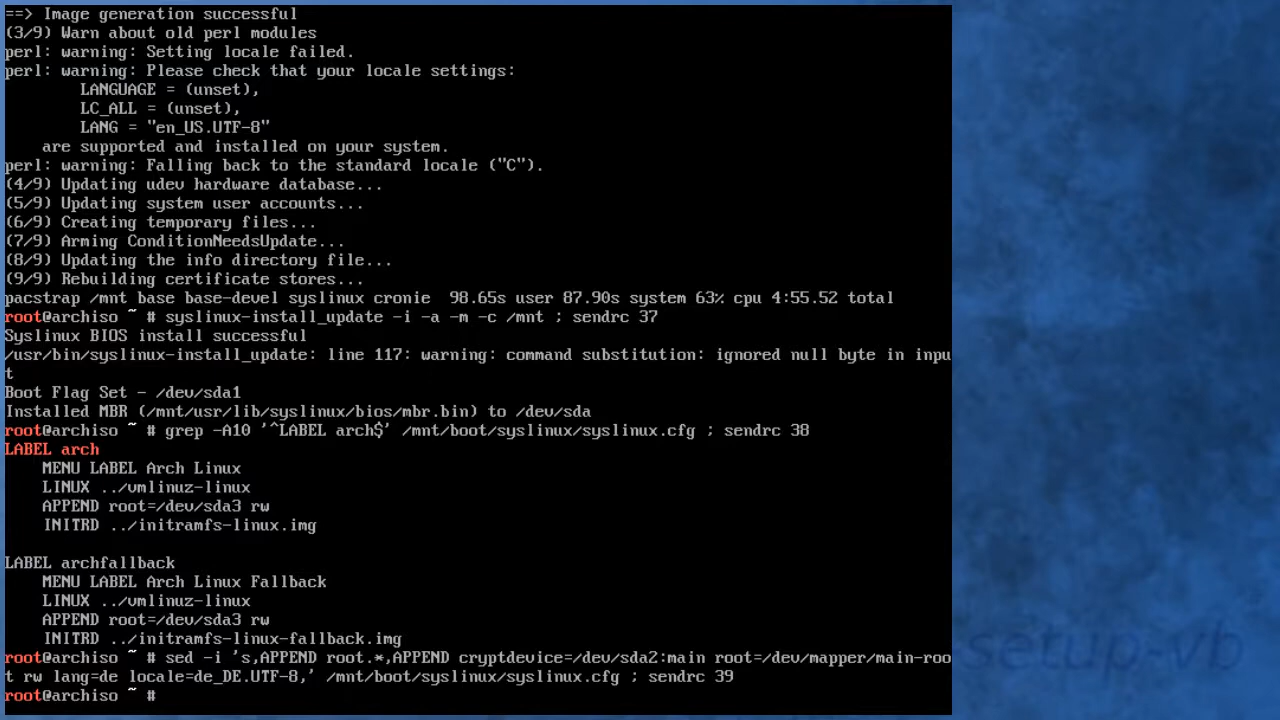 ==> Image generation successful
(3/9) Warn about old perl modules
perl: warning: Setting locale failed.
perl: warning: Please check that your locale settings:
        LANGUAGE = (unset),
        LC_ALL = (unset),
        LANG = "en_US.UTF-8"
    are supported and installed on your system.
perl: warning: Falling back to the standard locale ("C").
(4/9) Updating udev hardware database...
(5/9) Updating system user accounts...
(6/9) Creating temporary files...
(7/9) Arming ConditionNeedsUpdate...
(8/9) Updating the info directory file...
(9/9) Rebuilding certificate stores...
pacstrap /mnt base base-devel syslinux cronie  98.65s user 87.90s system 63% cpu 4:55.52 total
root@archiso ~ # syslinux-install_update -i -a -m -c /mnt ; sendrc 37
Syslinux BIOS install successful
/usr/bin/syslinux-install_update: line 117: warning: command substitution: ignored null byte in inpu
t
Boot Flag Set - /dev/sda1
Installed MBR (/mnt/usr/lib/syslinux/bios/mbr.bin) to /dev/sda
root@archiso ~ # grep -A10 '^LABEL arch$' /mnt/boot/syslinux/syslinux.cfg ; sendrc 38
LABEL arch
    MENU LABEL Arch Linux
    LINUX ../vmlinuz-linux
    APPEND root=/dev/sda3 rw
    INITRD ../initramfs-linux.img

LABEL archfallback
    MENU LABEL Arch Linux Fallback
    LINUX ../vmlinuz-linux
    APPEND root=/dev/sda3 rw
    INITRD ../initramfs-linux-fallback.img
root@archiso ~ # sed -i 's,APPEND root.*,APPEND cryptdevice=/dev/sda2:main root=/dev/mapper/main-roo
t rw lang=de locale=de_DE.UTF-8,' /mnt/boot/syslinux/syslinux.cfg ; sendrc 39
root@archiso ~ #
setup-vb